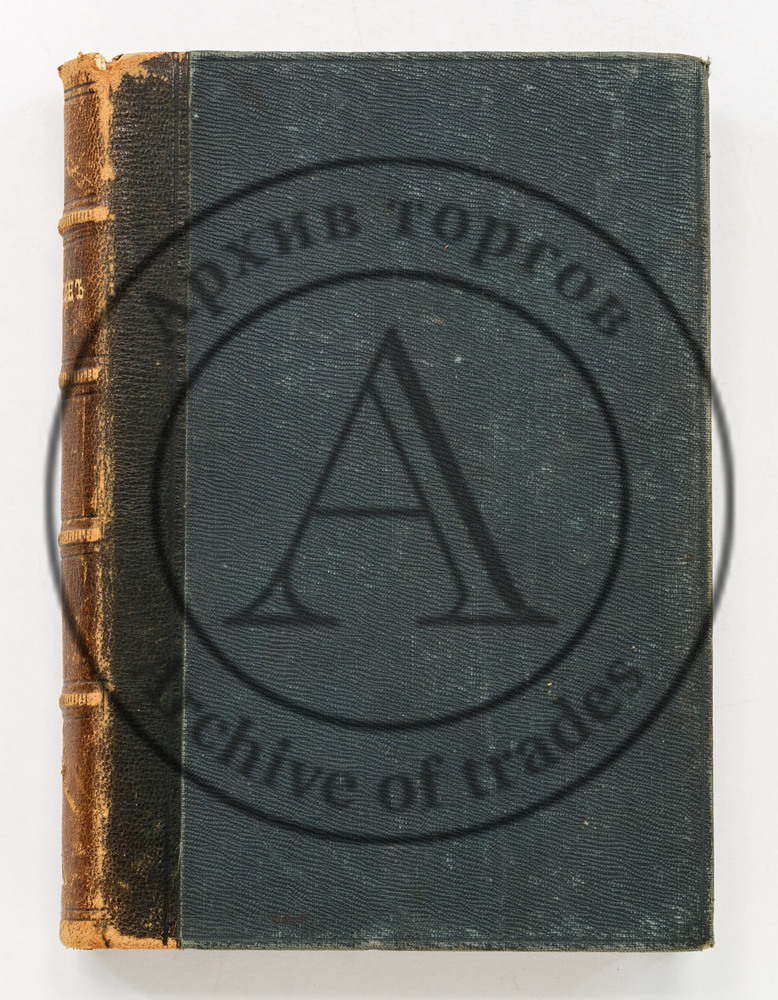 Архив торгов
A
Archive of trades